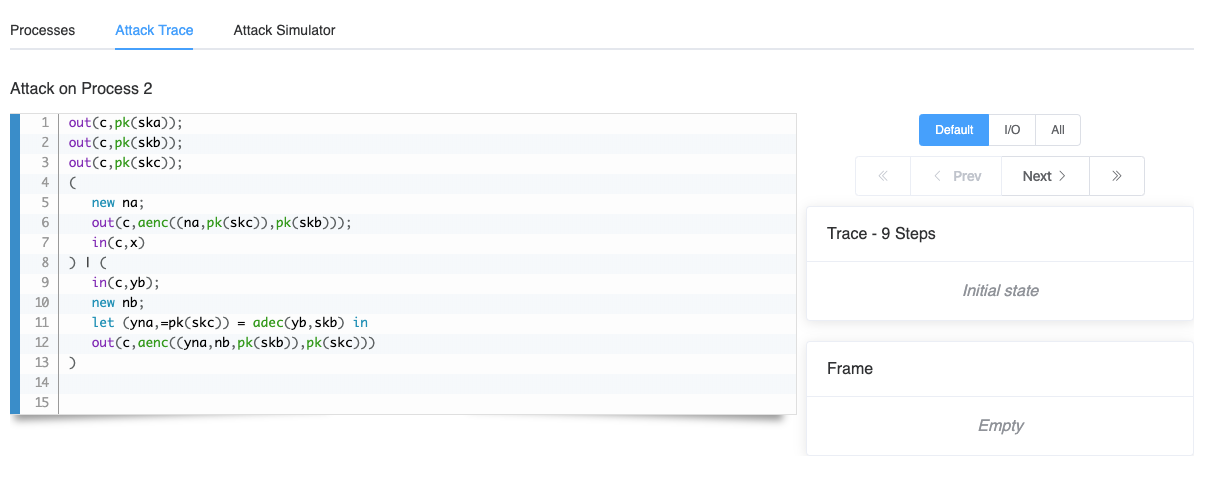 Processes Attack Trace Attack Simulator
Attack on Process 2
1 out(c,pk(ska));
2 out(c,pk(skb));
3 out(c,pk(skc));
4 (
5 new na;
6 out(c,aenc((na,pk(skc)),pk(skb)));
7 in(c,x)
8 ) | (
9 in(c,yb);
10 new nb;
11 let (yna,=pk(skc)) = adec(yb,skb) in
12 out(c,aenc((yna,nb,pk(skb)),pk(skc)))
13 )
14
15
Default I/O All
« < Prev Next > »
Trace - 9 Steps
Initial state
Frame
Empty